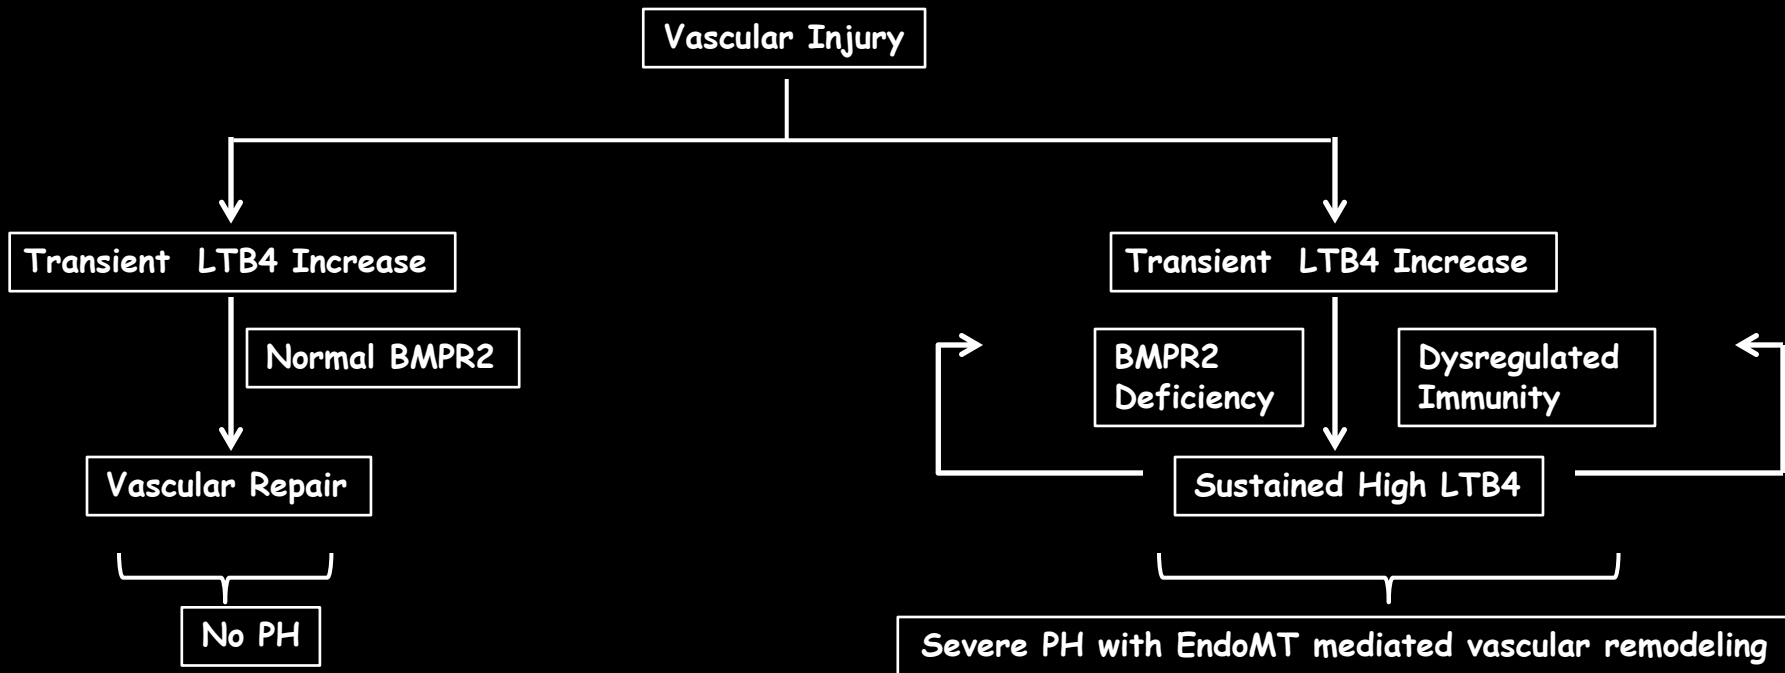 Vascular Injury
Transient LTB4 Increase
Transient LTB4 Increase
Normal BMPR2
BMPR2
Deficiency
Dysregulated
Immunity
Vascular Repair
Sustained High LTB4
No PH
Severe PH with EndoMT mediated vascular remodeling